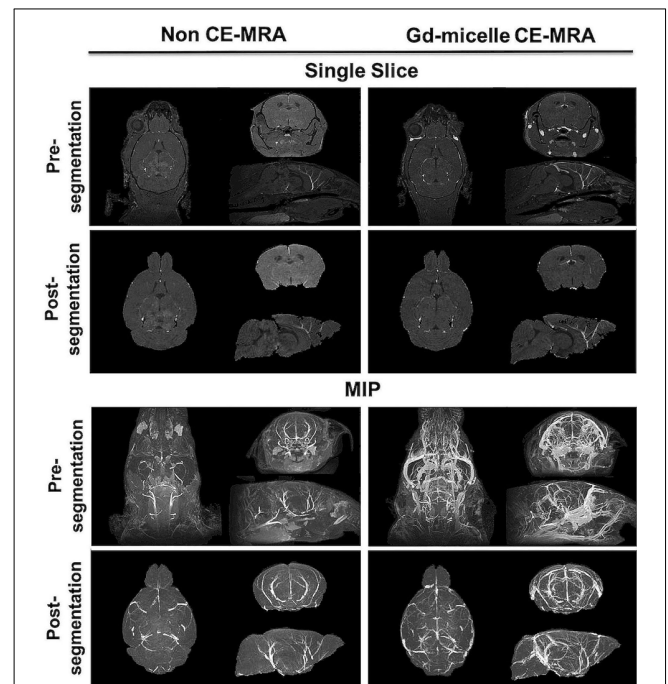 Non CE-MRA
Gd-micelle CE-MRA
Single Slice
Pre-
segmentation
Post-
segmentation
MIP
Pre-
segmentation
Post-
segmentation